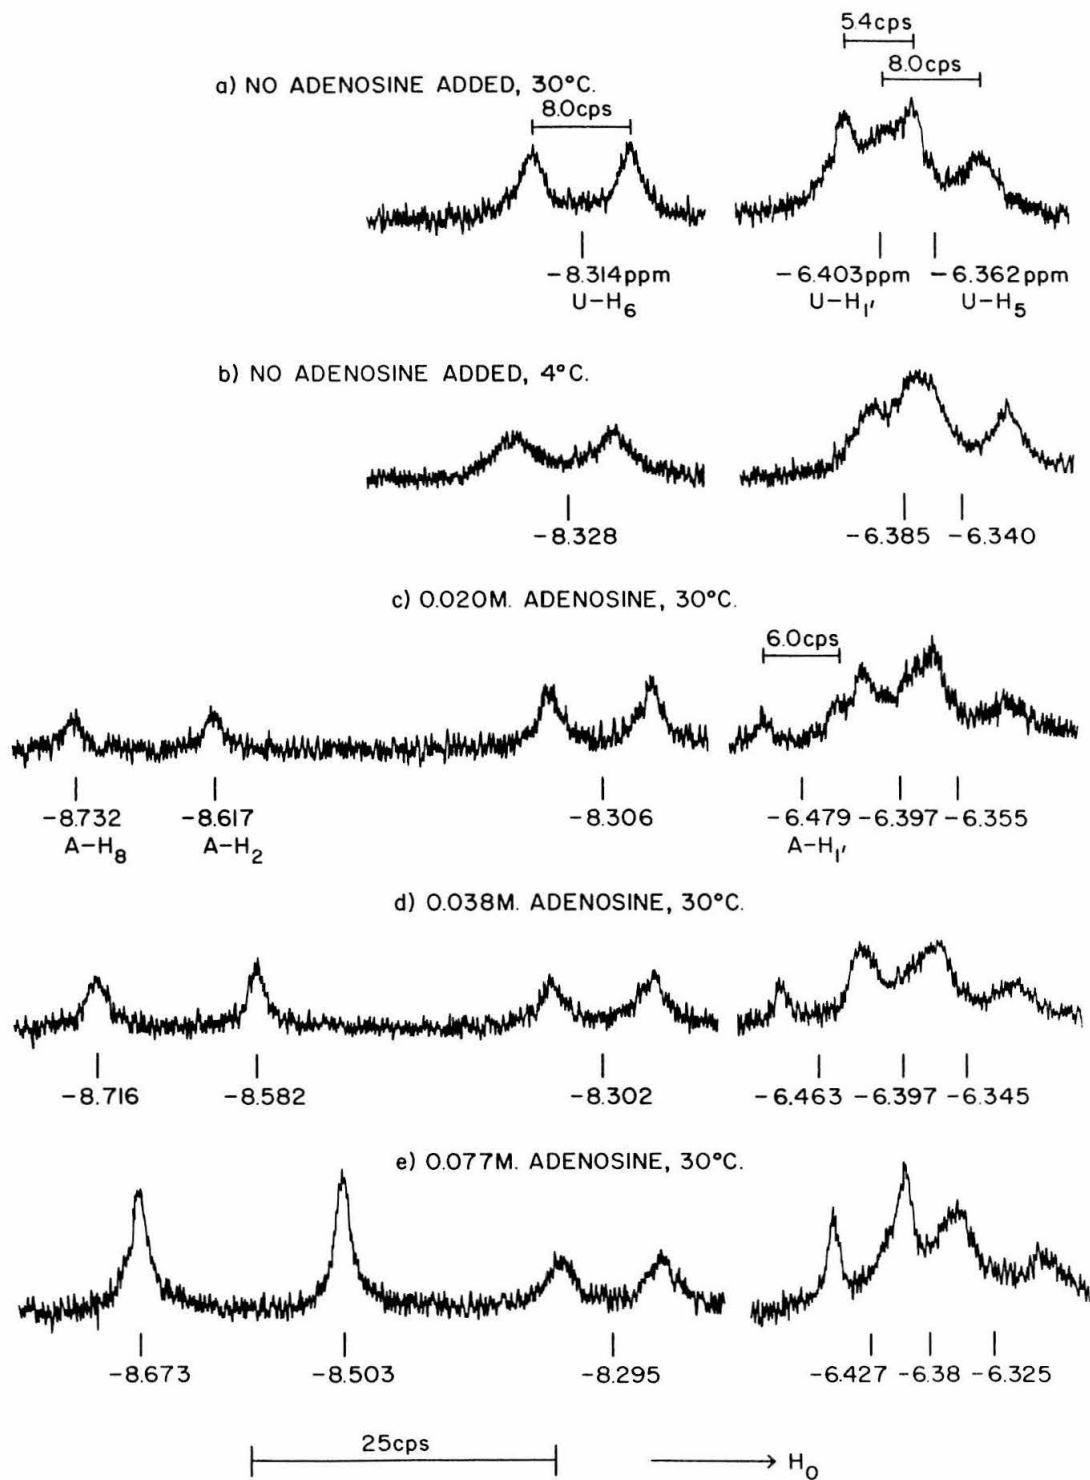 5.4cps
8.0cps
a) NO ADENOSINE ADDED, 30°C.
8.0cps
-8.314ppm -6.403ppm -6.362ppm
U-H6 U-H1' U-H5
b) NO ADENOSINE ADDED, 4°C.
-8.328 -6.385 -6.340
c) 0.020M. ADENOSINE, 30°C.
6.0cps
-8.732 -8.617 -8.306 -6.479 -6.397 -6.355
A-H8 A-H2 A-H1'
d) 0.038M. ADENOSINE, 30°C.
-8.716 -8.582 -8.302 -6.463 -6.397 -6.345
e) 0.077M. ADENOSINE, 30°C.
-8.673 -8.503 -8.295 -6.427 -6.38 -6.325
25cps
H0